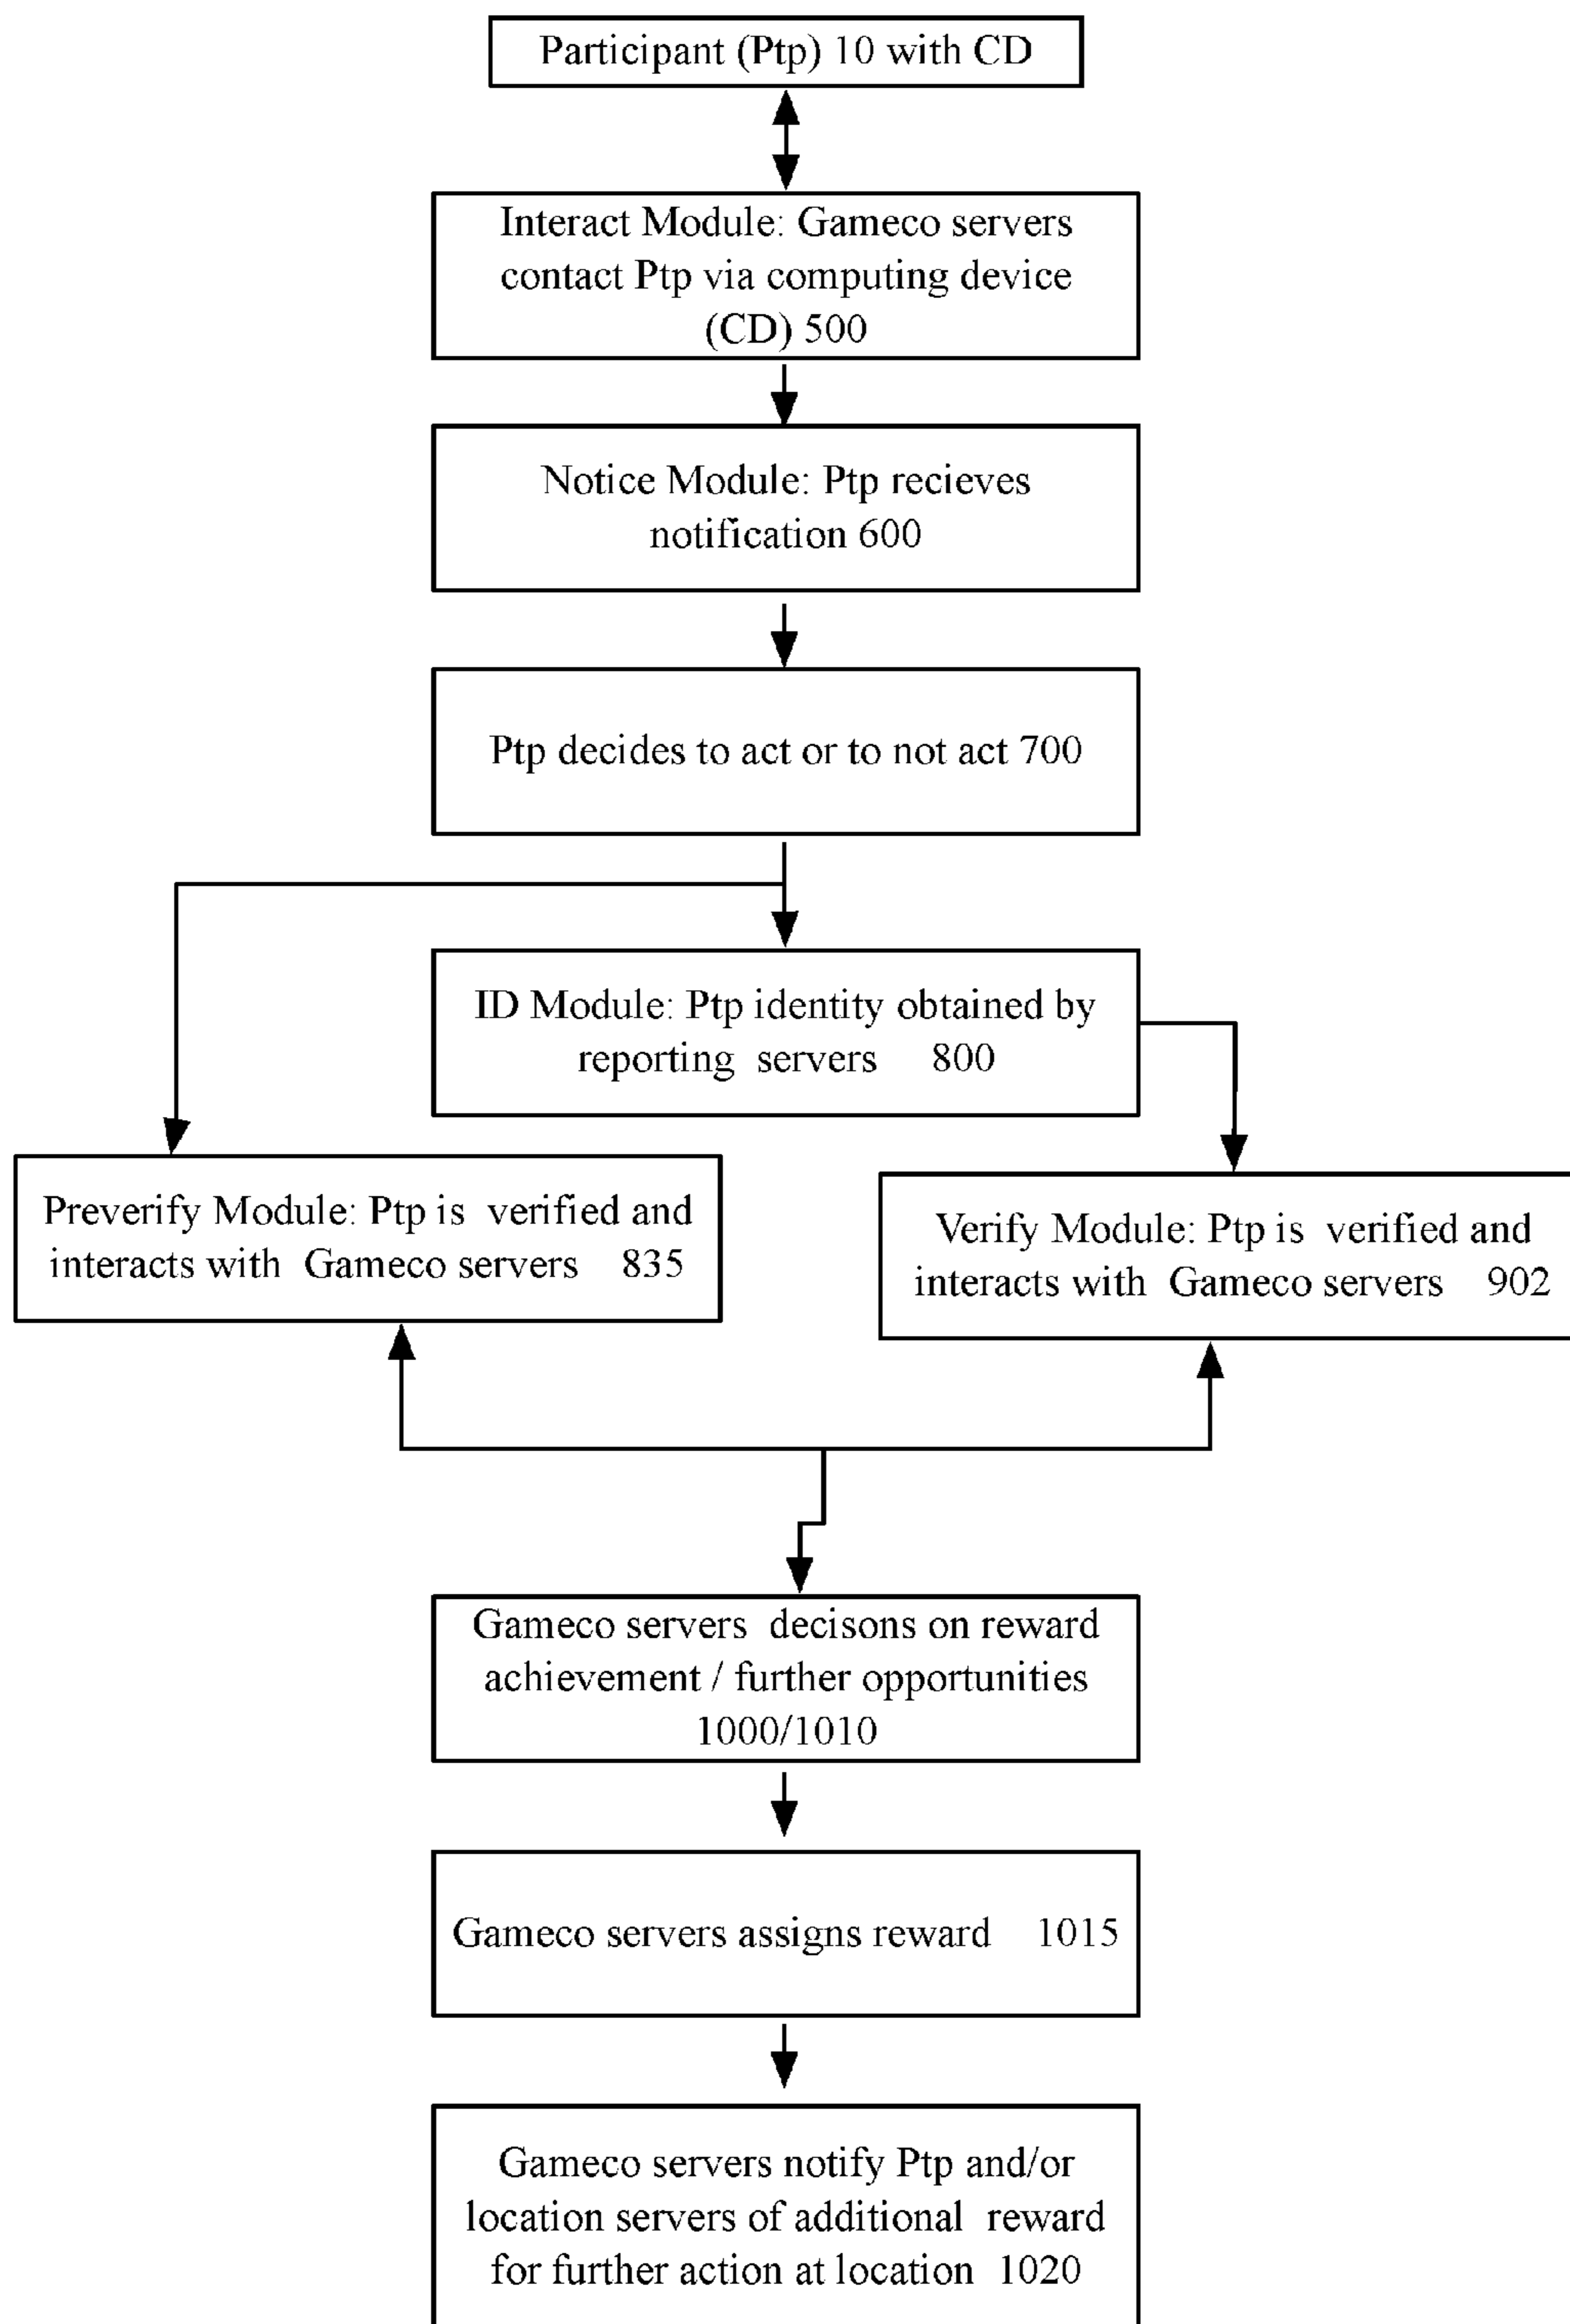 Participant (Ptp) 10 with CD
Interact Module: Gameco servers
contact Ptp via computing device
(CD) 500
Notice Module: Ptp recieves
notification 600
Ptp decides to act or to not act 700
ID Module: Ptp identity obtained by
reporting servers 800
Preverify Module: Ptp is verified and
interacts with Gameco servers 835
Verify Module: Ptp is verified and
interacts with Gameco servers 902
Gameco servers decisons on reward
achievement / further opportunities
1000/1010
Gameco servers assigns reward 1015
Gameco servers notify Ptp and/or
location servers of additional reward
for further action at location 1020